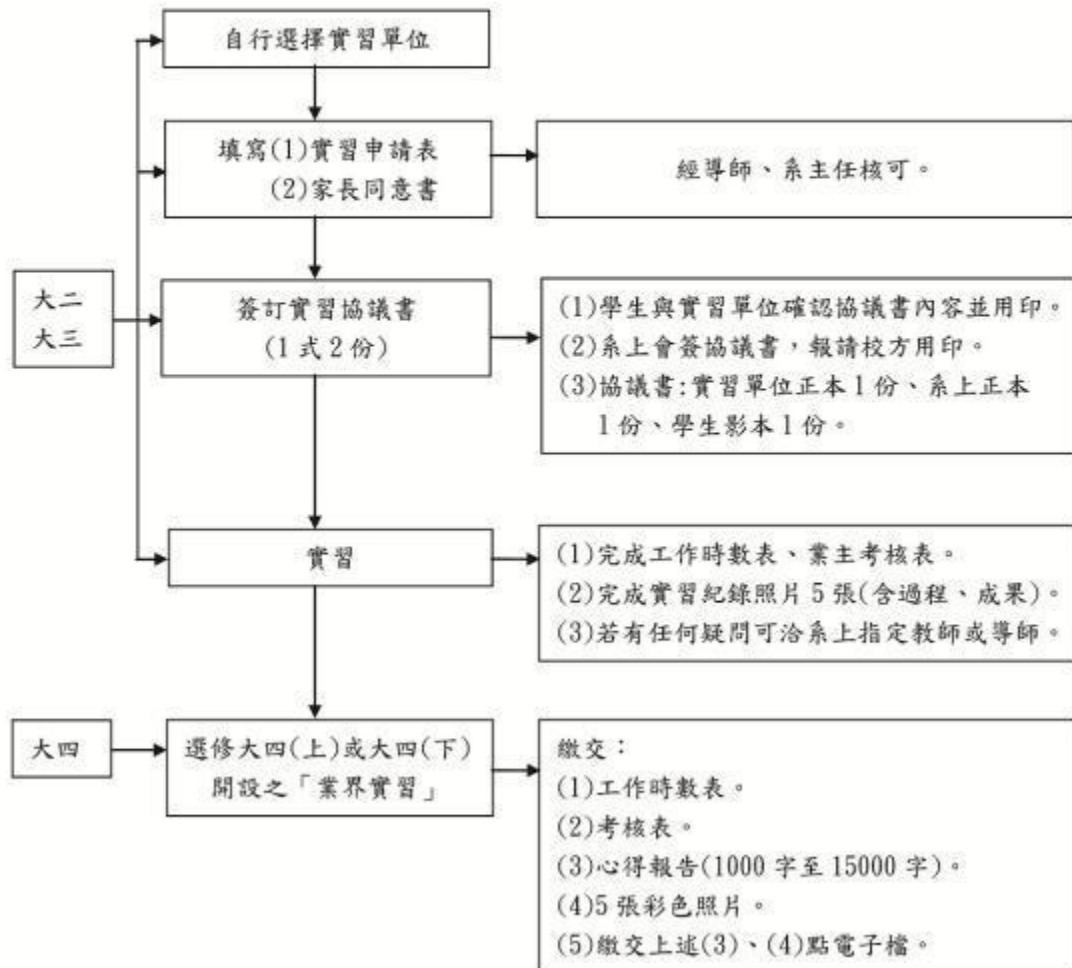 自行選擇實習單位
填寫(1)實習申請表
(2)家長同意書
經導師、系主任核可。
大二
大三
簽訂實習協議書
(1式2份)
(1)學生與實習單位確認協議書內容並用印。
(2)系上會簽協議書，報請校方用印。
(3)協議書:實習單位正本1份、系上正本
1份、學生影本1份。
實習
(1)完成工作時數表、業主考核表。
(2)完成實習紀錄照片5張(含過程、成果)。
(3)若有任何疑問可洽系上指定教師或導師。
大四
選修大四(上)或大四(下)
開設之「業界實習」
繳交：
(1)工作時數表。
(2)考核表。
(3)心得報告(1000字至15000字)。
(4)5張彩色照片。
(5)繳交上述(3)、(4)點電子檔。